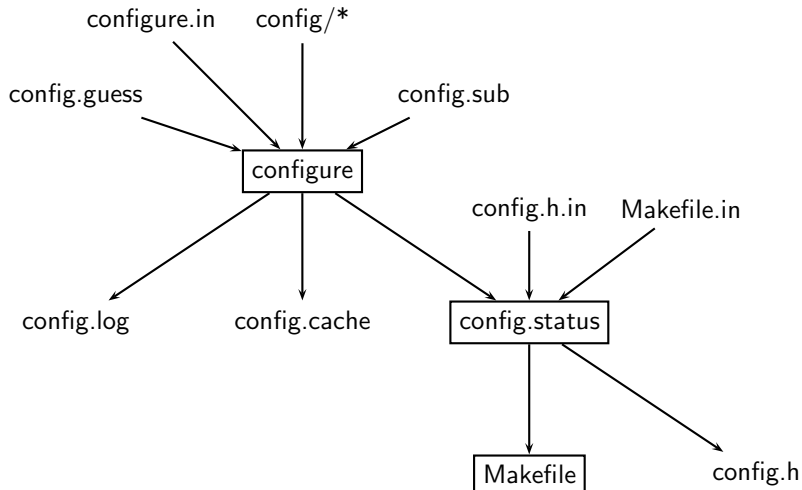 configure.in
config/*
config.guess
config.sub
configure
config.h.in
Makefile.in
config.log
config.cache
config.status
Makefile
config.h